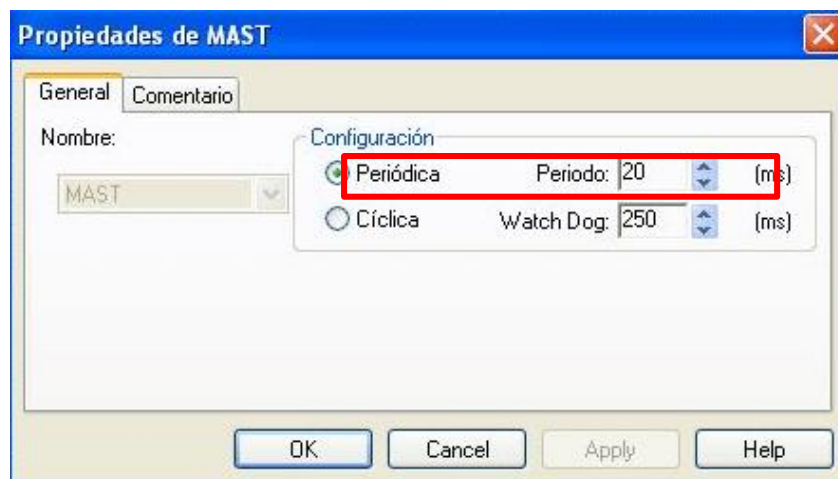 Propiedades de MAST
General Comentario
Nombre:
MAST
Configuración
Periódica Periodo: 20 (ms)
Cíclica Watch Dog: 250 (ms)
OK Cancel Apply Help